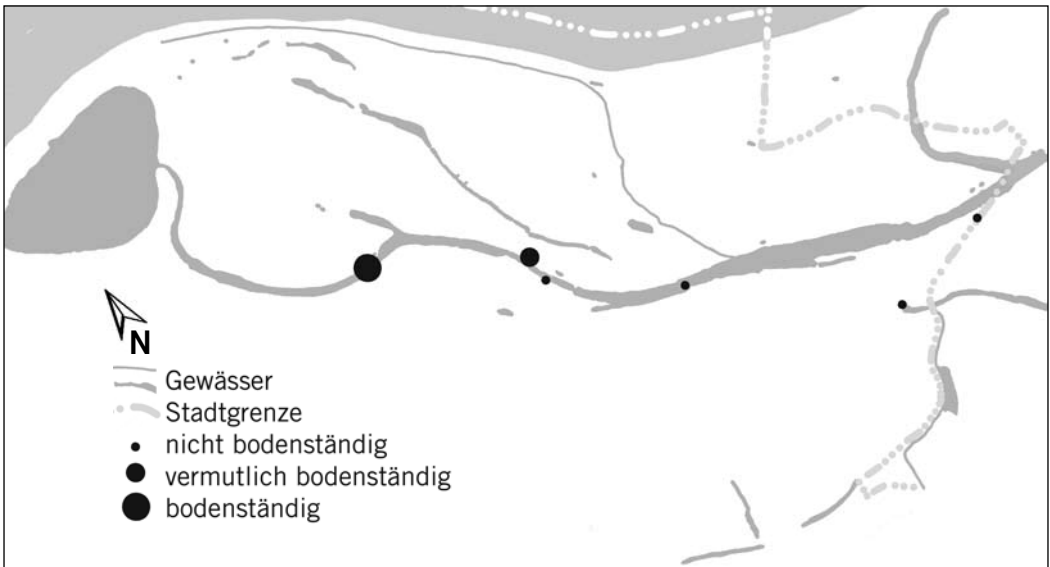 N
Gewässer
Stadtgrenze
nicht bodenständig
vermutlich bodenständig
bodenständig